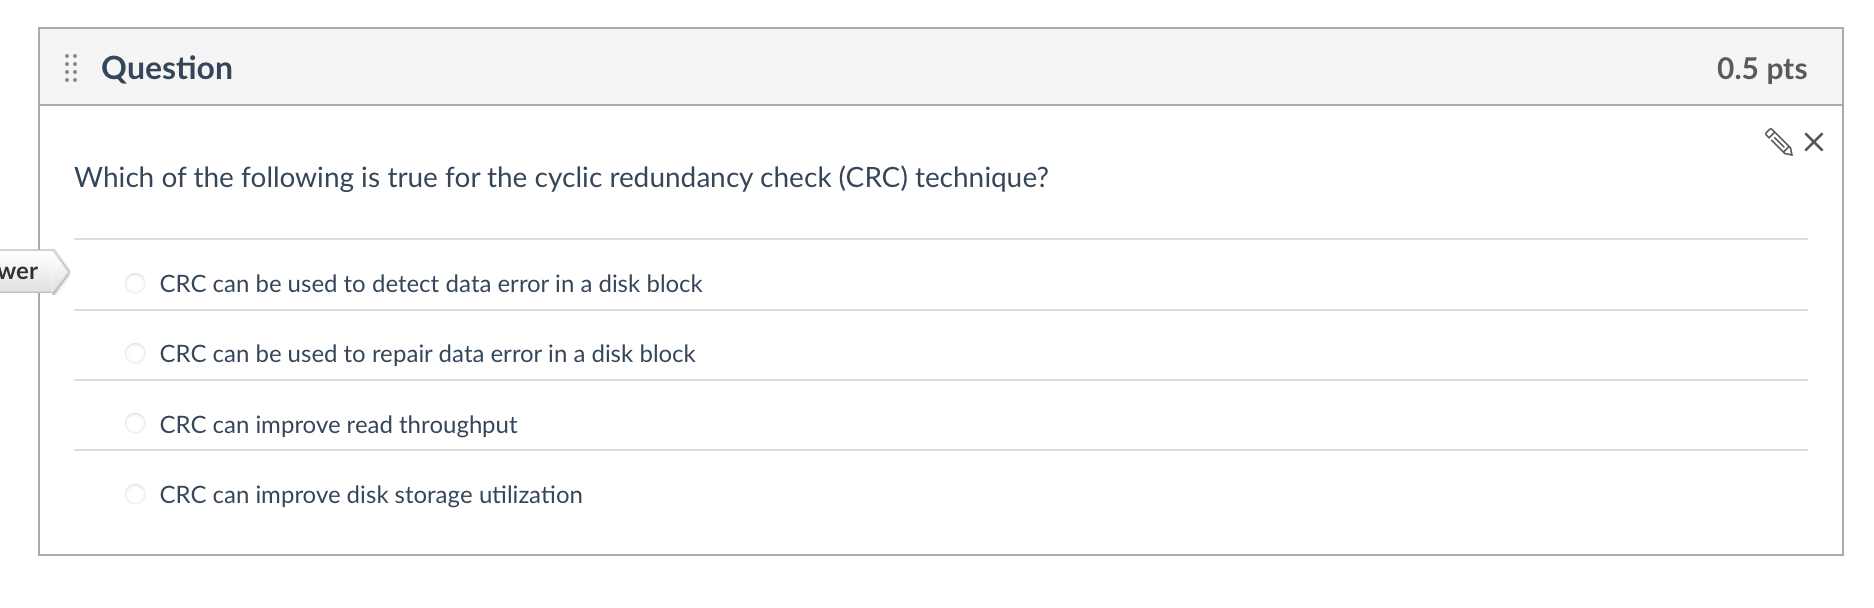 Question
0.5 pts
Which of the following is true for the cyclic redundancy check (CRC) technique?
wer
CRC can be used to detect data error in a disk block
CRC can be used to repair data error in a disk block
CRC can improve read throughput
CRC can improve disk storage utilization